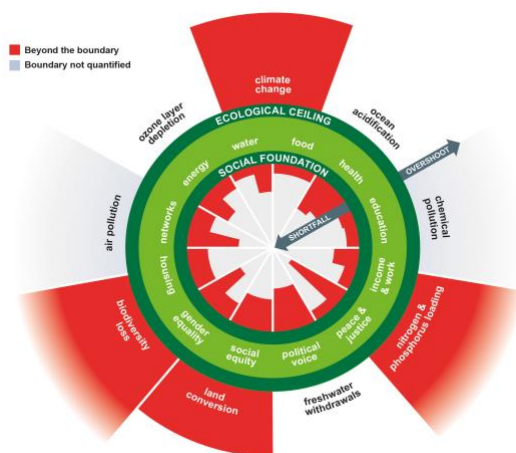 Beyond the boundary
Boundary not quantified
climate
change
ozone layer
depletion
ECOLOGICAL CEILING
ocean
acidification
water
food
energy
health
SOCIAL FOUNDATION
OVERSHOOT
air pollution
networks
education
chemical
pollution
SHORTFALL
housing
income
& work
gender
equality
social
equity
political
voice
peace &
justice
biodiversity
loss
nitrogen &
phosphorus loading
land
conversion
freshwater
withdrawals